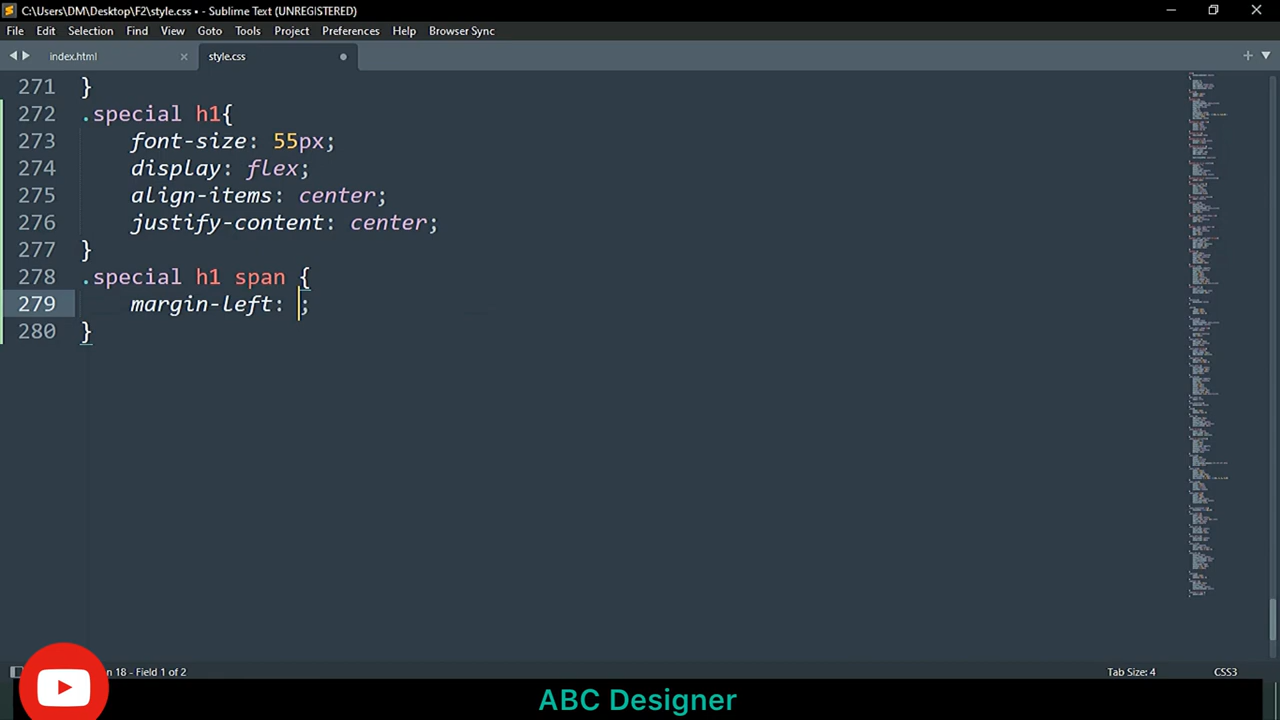 C:\Users\DM\Desktop\F2\style.css • - Sublime Text (UNREGISTERED)
File Edit Selection Find View Goto Tools Project Preferences Help Browser Sync
index.html style.css
271 }
272 .special h1{
273 font-size: 55px;
274 display: flex;
275 align-items: center;
276 justify-content: center;
277 }
278 .special h1 span {
279 margin-left: ;
280 }
18 - Field 1 of 2 Tab Size: 4 CSS3
ABC Designer